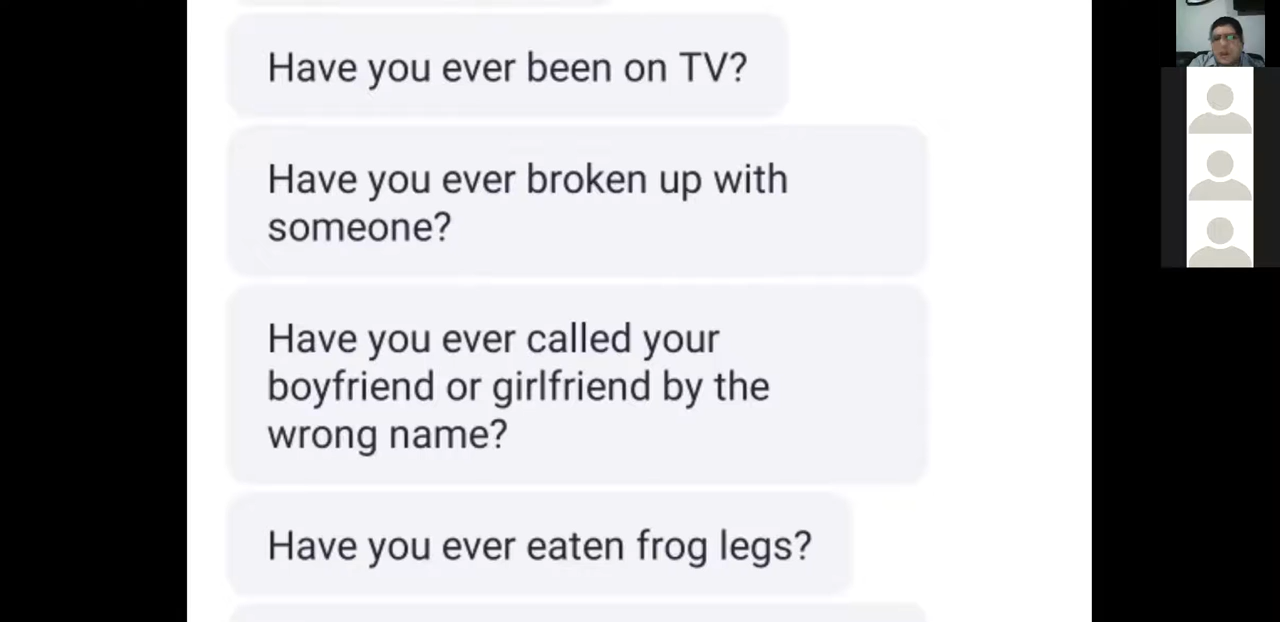 Have you ever been on TV?
Have you ever broken up with
someone?
Have you ever called your
boyfriend or girlfriend by the
wrong name?
Have you ever eaten frog legs?